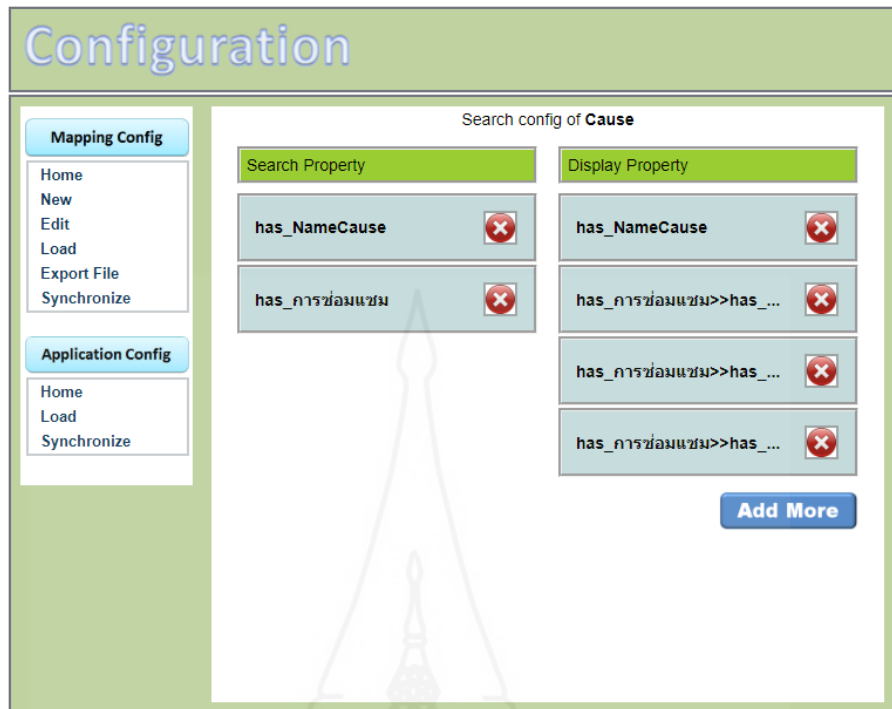 Configuration
Mapping Config
Home
New
Edit
Load
Export File
Synchronize
Application Config
Home
Load
Synchronize
Search config of Cause
Search Property
has_NameCause
has_การซ่อมแซม
Display Property
has_NameCause
has_การซ่อมแซม>>has_...
has_การซ่อมแซม>>has_...
has_การซ่อมแซม>>has_...
Add More